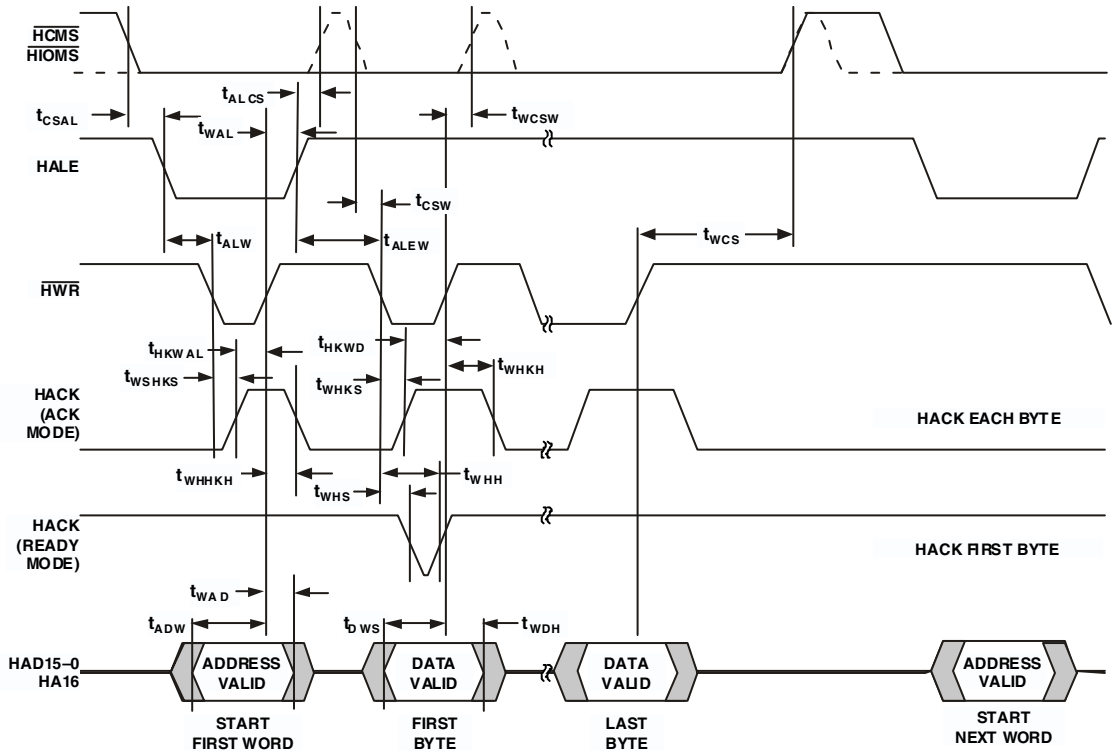 HCMS
HIOMS
tALCS
tCSAL
tWAL
tWCSW
HALE
tCSW
tALW
tALEW
tWCS
HWR
tHKWAL
tHKWD
tWHKH
tWSHKS
tWHKS
HACK
(ACK
MODE)
HACK EACH BYTE
tWHHKH
tWHS
tWHH
HACK
(READY
MODE)
HACK FIRST BYTE
tWAD
tADW
tDWS
tWDH
HAD15–0
HA16
ADDRESS
VALID
DATA
VALID
DATA
VALID
ADDRESS
VALID
START
FIRST WORD
FIRST
BYTE
LAST
BYTE
START
NEXT WORD